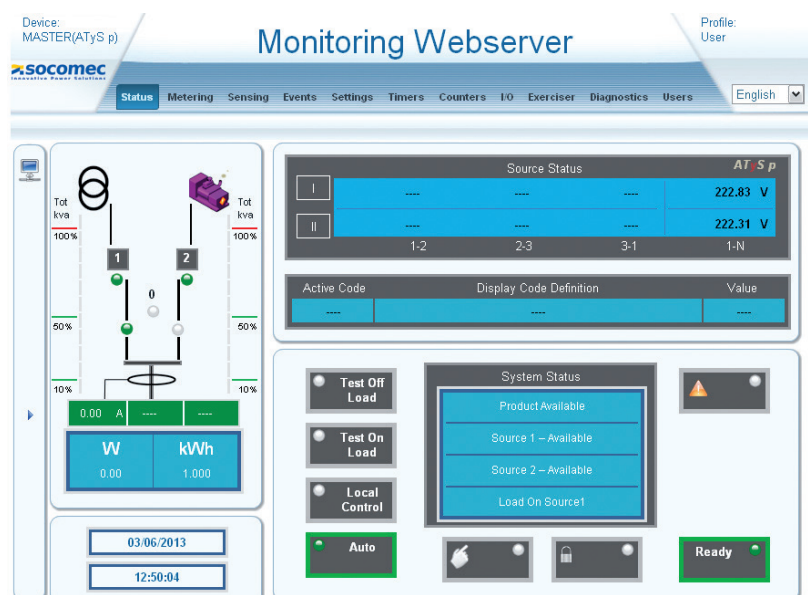 Device:
MASTER(ATyS p)
Monitoring Webserver
Profile:
User
socomec
Innovative Power Solutions
Status Metering Sensing Events Settings Timers Counters I/O Exerciser Diagnostics Users
English
Tot
kva
100%
50%
10%
Tot
kva
100%
50%
10%
1
2
0
0.00 A ---- ----
W kWh
0.00 1.000
03/06/2013
12:50:04
Source Status
ATyS p
I ---- ---- ---- 222.83 V
II ---- ---- ---- 222.31 V
1-2 2-3 3-1 1-N
Active Code Display Code Definition Value
---- ---- ----
Test Off
Load
Test On
Load
Local
Control
Auto
System Status
Product Available
Source 1 – Available
Source 2 – Available
Load On Source1
Ready